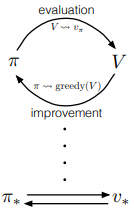 evaluation
V ⇝ v_π
π V
π ⇝ greedy(V)
improvement
π_* v_*